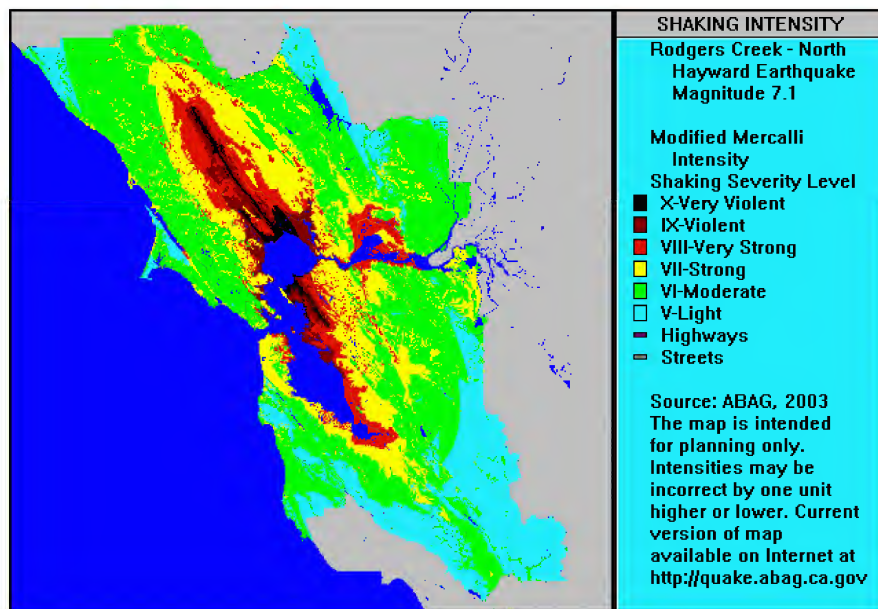 SHAKING INTENSITY
Rodgers Creek - North
Hayward Earthquake
Magnitude 7.1
Modified Mercalli
Intensity
Shaking Severity Level
X-Very Violent
IX-Violent
VIII-Very Strong
VII-Strong
VI-Moderate
V-Light
Highways
Streets
Source: ABAG, 2003
The map is intended
for planning only.
Intensities may be
incorrect by one unit
higher or lower. Current
version of map
available on Internet at
http://quake.abag.ca.gov